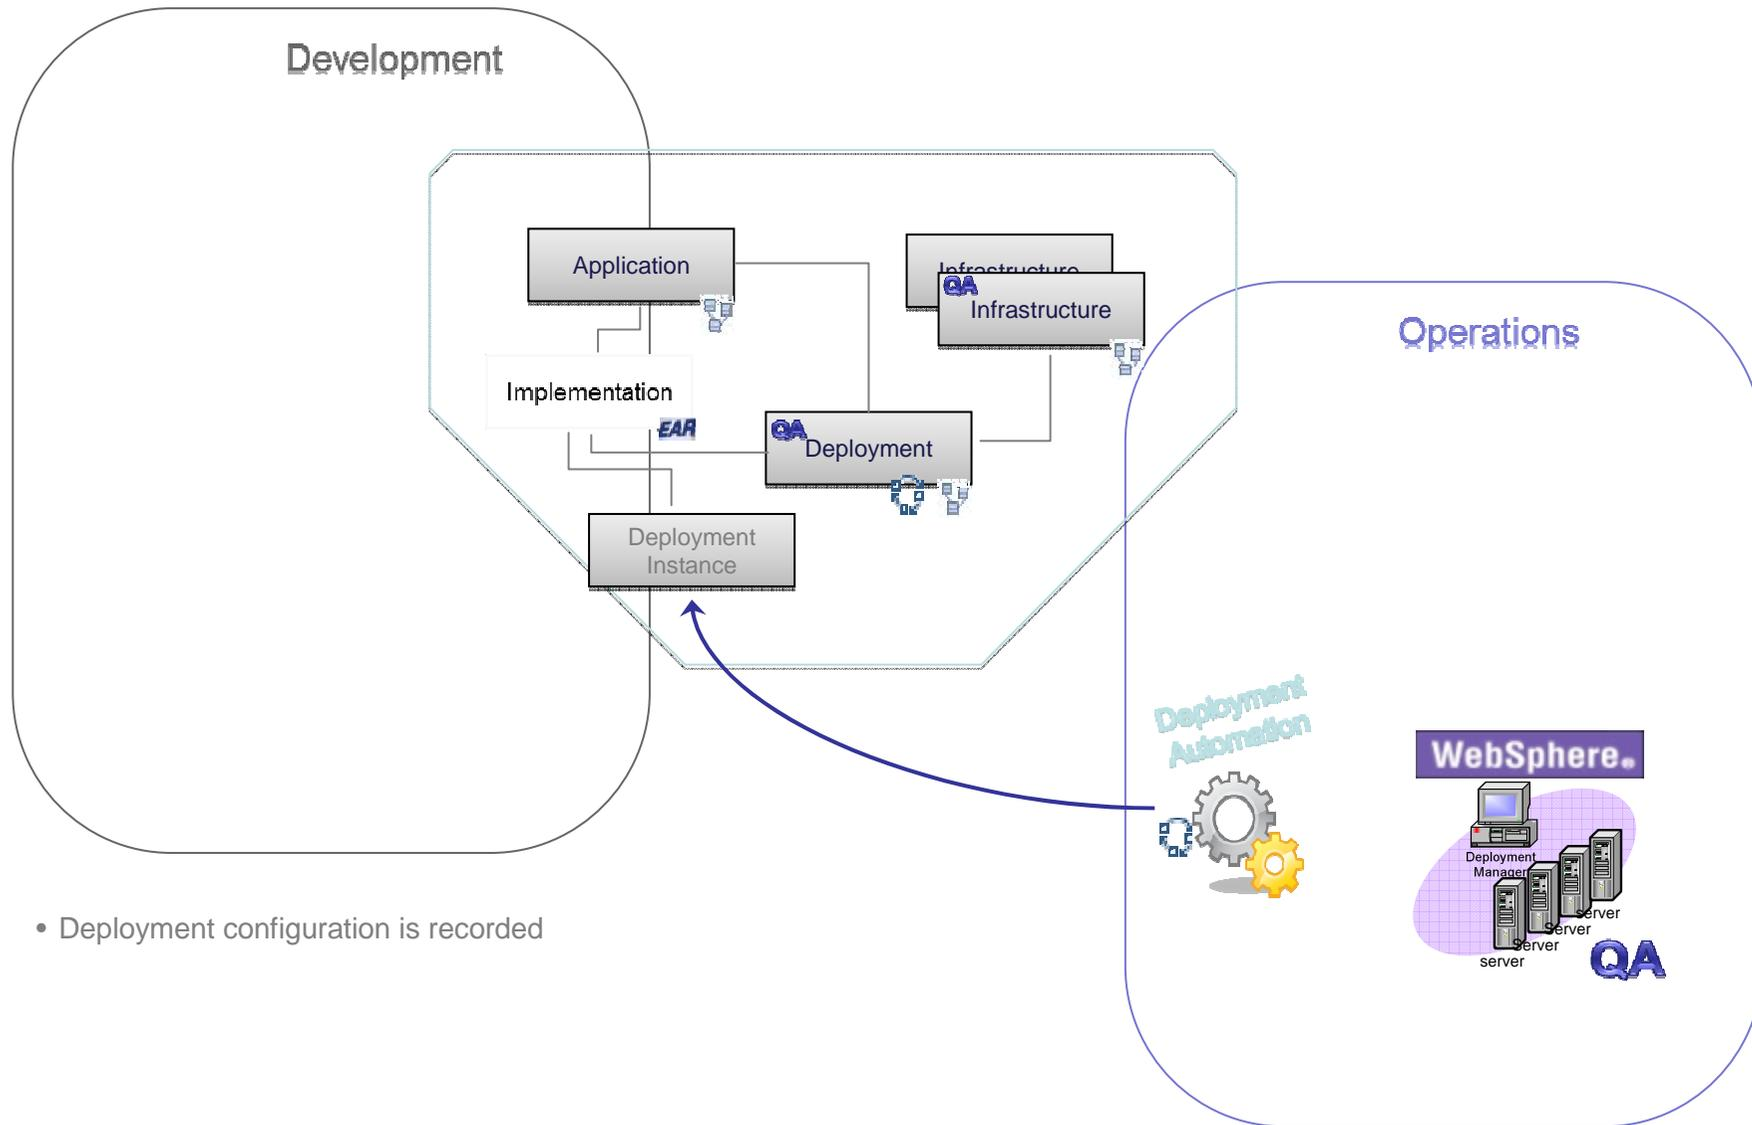 Development
Application
Infrastructure
QA
Infrastructure
Operations
Implementation
EAR
QA
Deployment
Deployment
Instance
Deployment
Automation
WebSphere®
Deployment
Manager
server
Server
Server
server
QA
• Deployment configuration is recorded